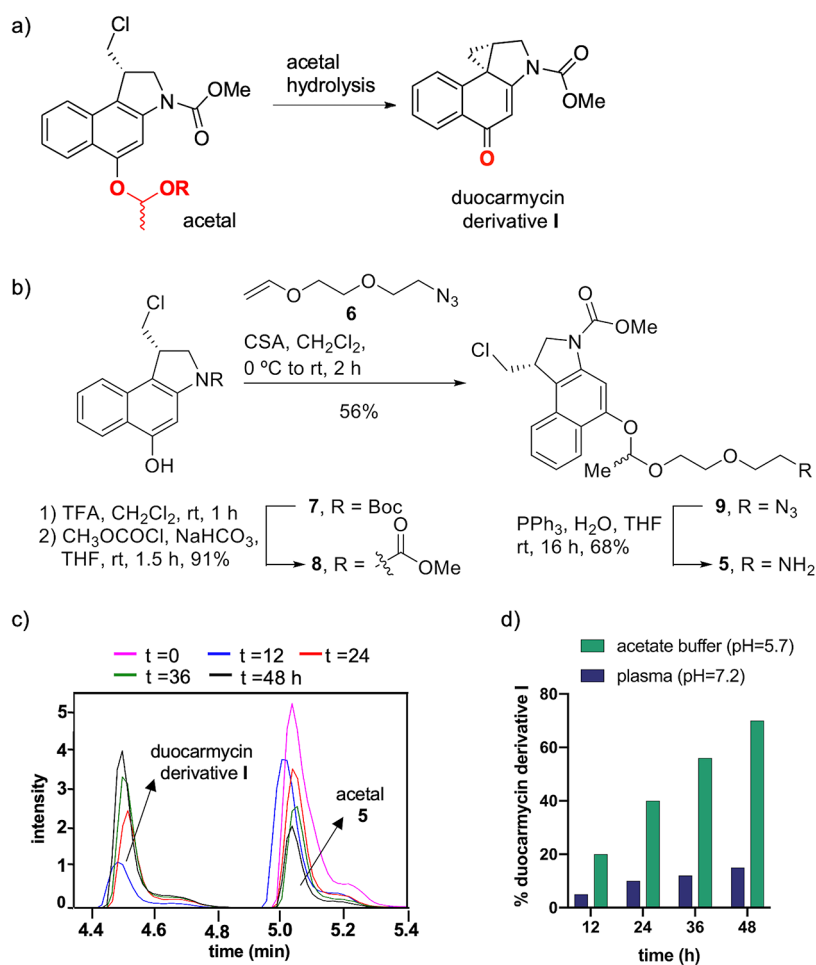 a)
Cl
N
OMe
O
O
OR
acetal
acetal
hydrolysis
N
O
OMe
O
duocarmycin
derivative I
b)
Cl
NR
OH
O
O
N3
6
CSA, CH2Cl2,
0 ºC to rt, 2 h
56%
O
OMe
N
Cl
O
Me
O
O
R
1) TFA, CH2Cl2, rt, 1 h
2) CH3OCOCl, NaHCO3,
THF, rt, 1.5 h, 91%
7, R = Boc
8, R =
O
OMe
PPh3, H2O, THF
rt, 16 h, 68%
9, R = N3
5, R = NH2
c)
t =0
t =12
t =24
t =36
t =48 h
intensity
5
4
3
2
1
0
duocarmycin
derivative I
acetal
5
4.4
4.6
4.8
5.0
5.2
5.4
time (min)
d)
acetate buffer (pH=5.7)
plasma (pH=7.2)
% duocarmycin derivative I
80
60
40
20
0
12
24
36
48
time (h)